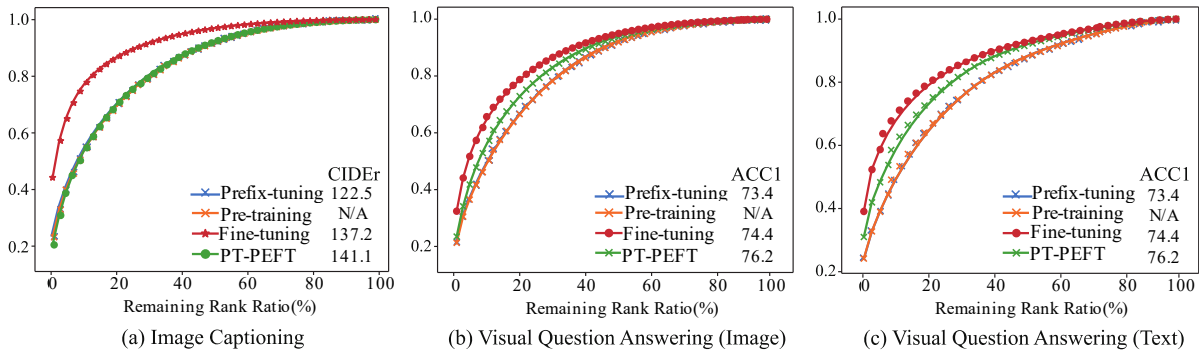 1.0
0.8
0.6
0.4
0.2
CIDEr
Prefix-tuning 122.5
Pre-training N/A
Fine-tuning 137.2
PT-PEFT 141.1
0 20 40 60 80 100
Remaining Rank Ratio(%)
(a) Image Captioning
1.0
0.8
0.6
0.4
0.2
ACC1
Prefix-tuning 73.4
Pre-training N/A
Fine-tuning 74.4
PT-PEFT 76.2
0 20 40 60 80 100
Remaining Rank Ratio(%)
(b) Visual Question Answering (Image)
1.0
0.8
0.6
0.4
0.2
ACC1
Prefix-tuning 73.4
Pre-training N/A
Fine-tuning 74.4
PT-PEFT 76.2
0 20 40 60 80 100
Remaining Rank Ratio(%)
(c) Visual Question Answering (Text)